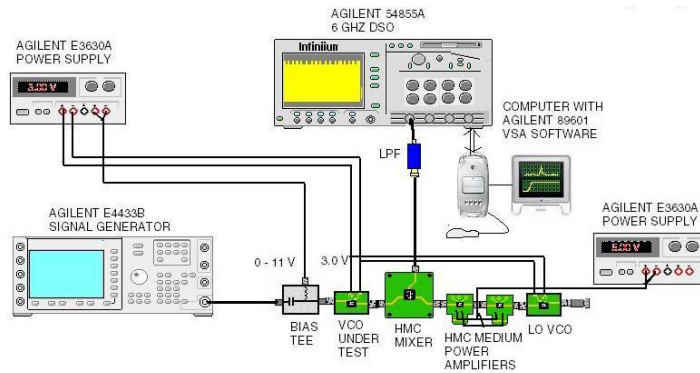 AGILENT 54855A
6 GHZ DSO
Infiniium
AGILENT E3630A
POWER SUPPLY
3.00 V
COMPUTER WITH
AGILENT 89601
VSA SOFTWARE
LPF
AGILENT E4433B
SIGNAL GENERATOR
AGILENT E3630A
POWER SUPPLY
0 - 11 V
3.0 V
5.00 V
BIAS
TEE
VCO
UNDER
TEST
HMC
MIXER
HMC MEDIUM
POWER
AMPLIFIERS
LO VCO